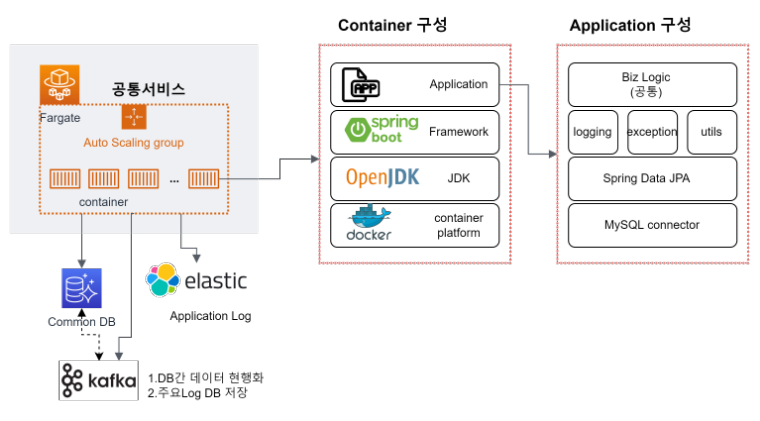 Container 구성
Application 구성
공통서비스
Fargate
Auto Scaling group
...
container
Common DB
elastic
Application Log
kafka
1.DB간 데이터 현행화
2.주요Log DB 저장
APP
Application
spring
boot
Framework
OpenJDK
JDK
docker
container
platform
Biz Logic
(공통)
logging
exception
utils
Spring Data JPA
MySQL connector